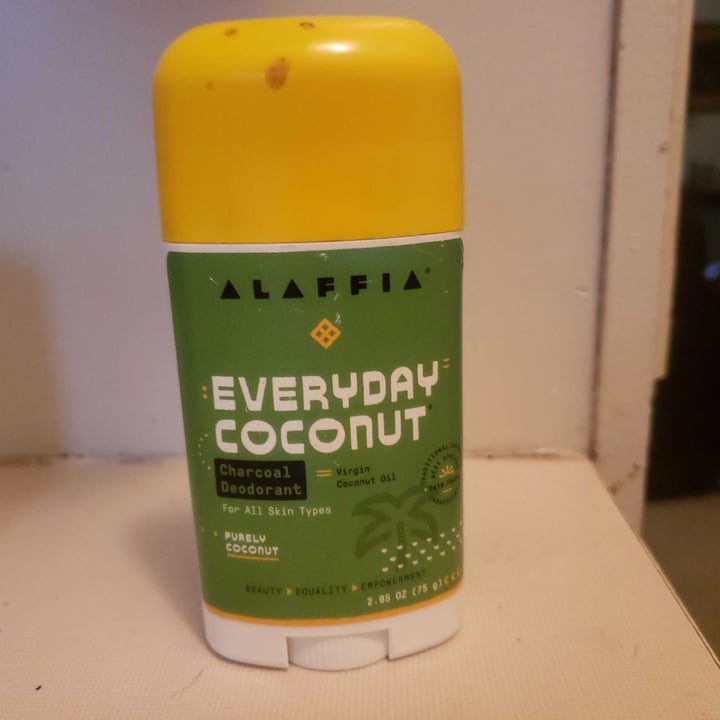 ALAFFIA®
EVERYDAY
COCONUT®
Charcoal
Deodorant
Virgin
Coconut Oil
For All Skin Types
PURELY
COCONUT
BEAUTY EQUALITY EMPOWERMENT
2.65 OZ (75 g)